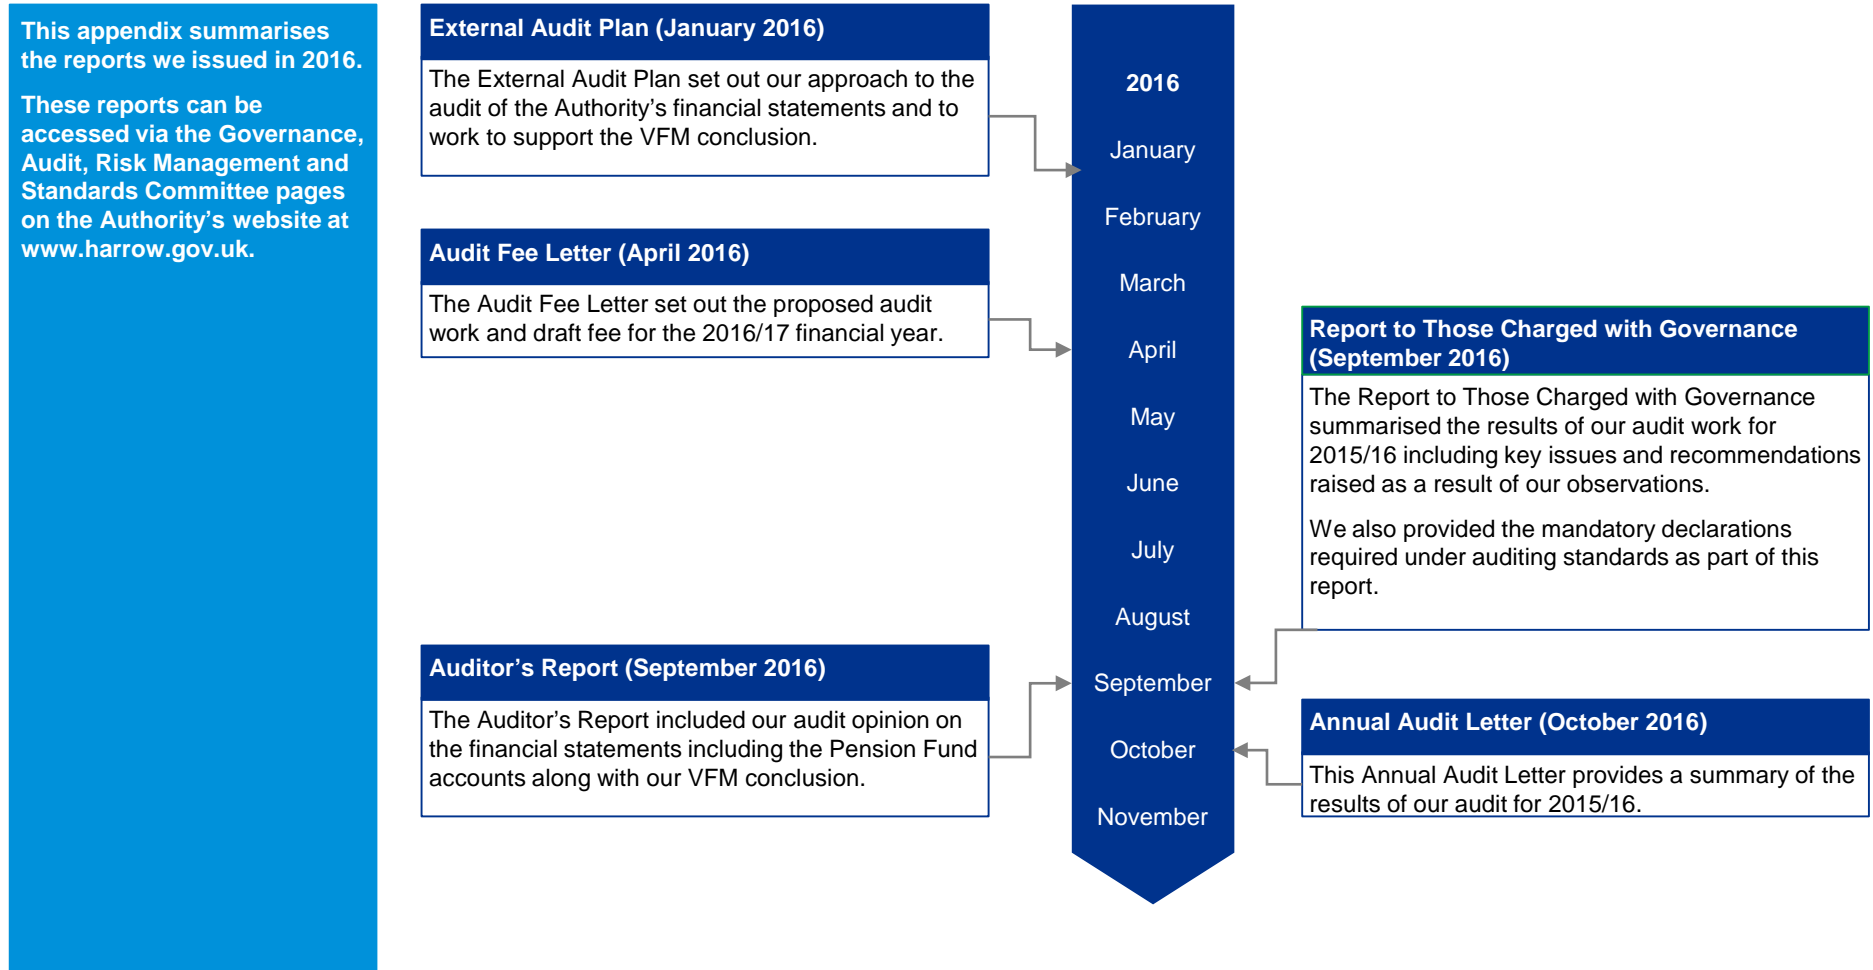 This appendix summarises
the reports we issued in 2016.
These reports can be
accessed via the Governance,
Audit, Risk Management and
Standards Committee pages
on the Authority’s website at
www.harrow.gov.uk.
External Audit Plan (January 2016)
The External Audit Plan set out our approach to the
audit of the Authority’s financial statements and to
work to support the VFM conclusion.
Audit Fee Letter (April 2016)
The Audit Fee Letter set out the proposed audit
work and draft fee for the 2016/17 financial year.
Auditor’s Report (September 2016)
The Auditor’s Report included our audit opinion on
the financial statements including the Pension Fund
accounts along with our VFM conclusion.
2016
January
February
March
April
May
June
July
August
September
October
November
Report to Those Charged with Governance
(September 2016)
The Report to Those Charged with Governance
summarised the results of our audit work for
2015/16 including key issues and recommendations
raised as a result of our observations.
We also provided the mandatory declarations
required under auditing standards as part of this
report.
Annual Audit Letter (October 2016)
This Annual Audit Letter provides a summary of the
results of our audit for 2015/16.